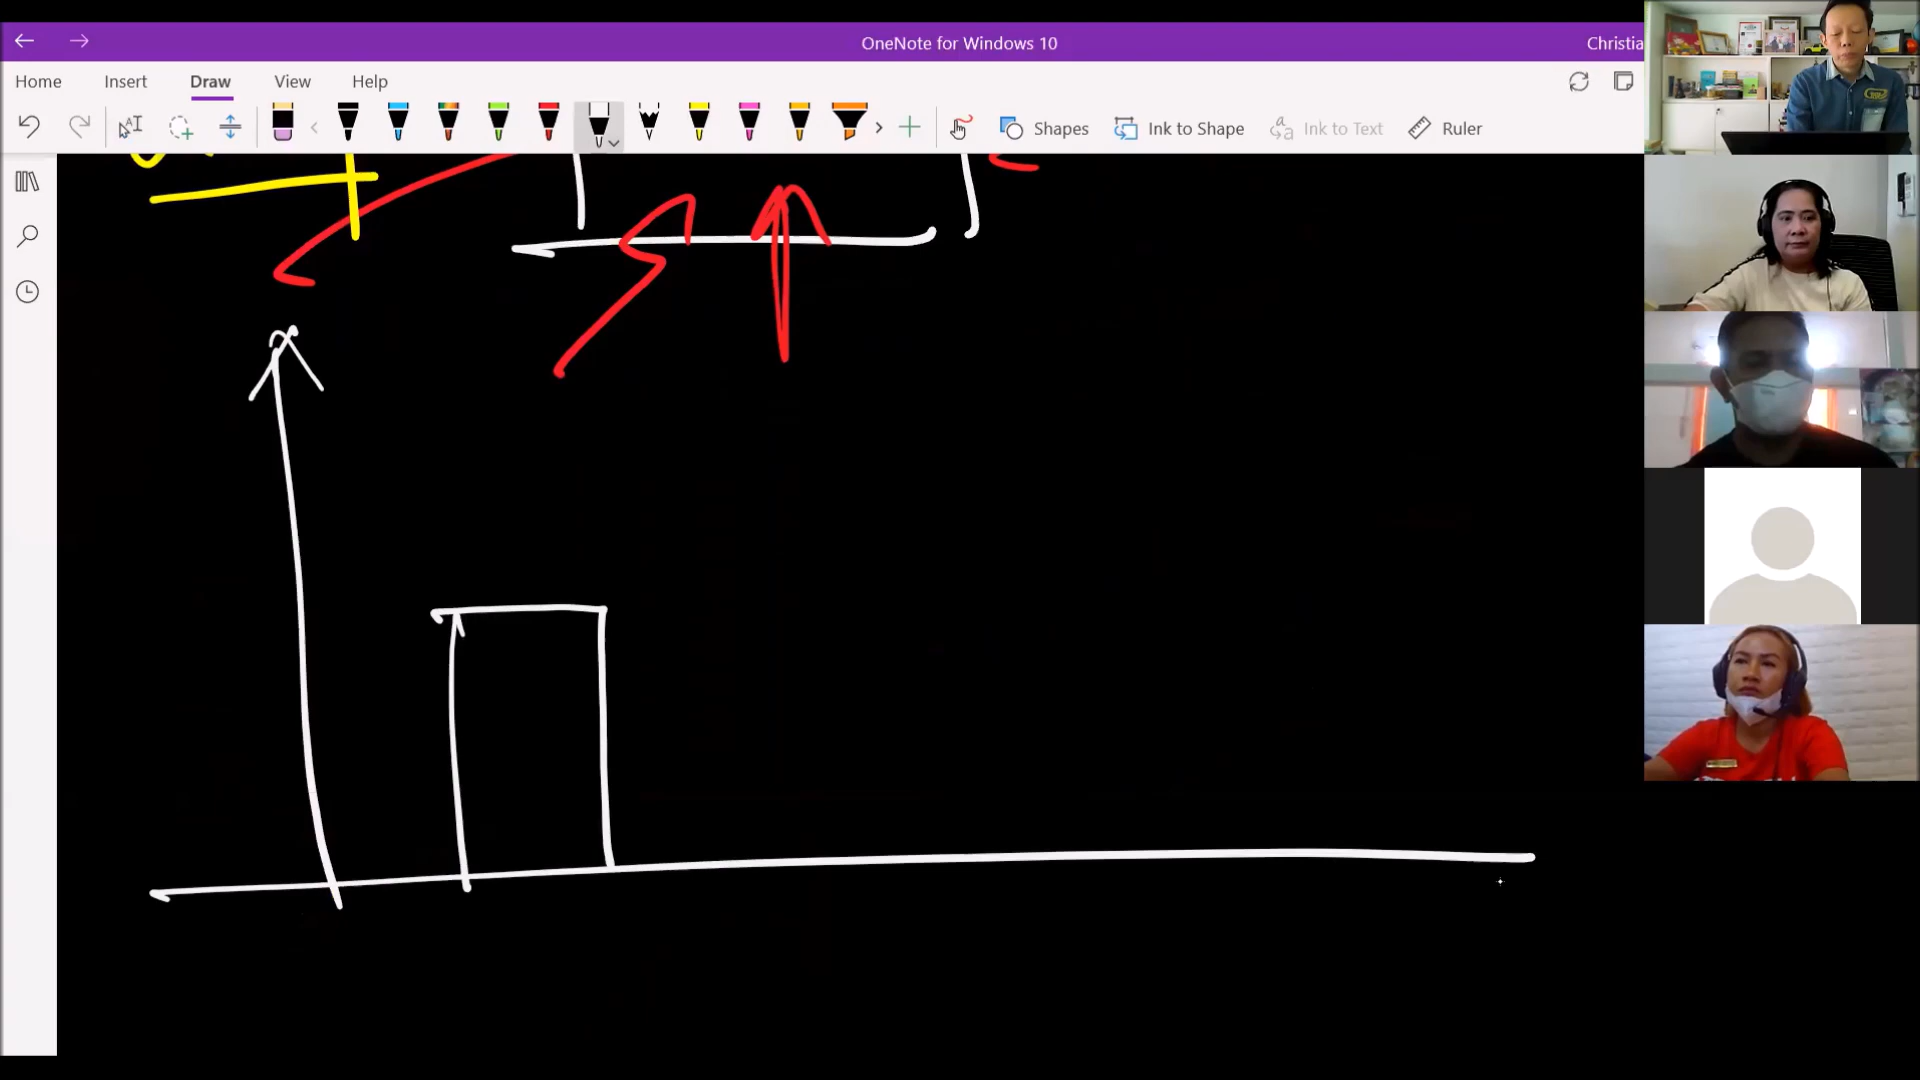 OneNote for Windows 10
Christia
Home Insert Draw View Help
Shapes Ink to Shape Ink to Text Ruler